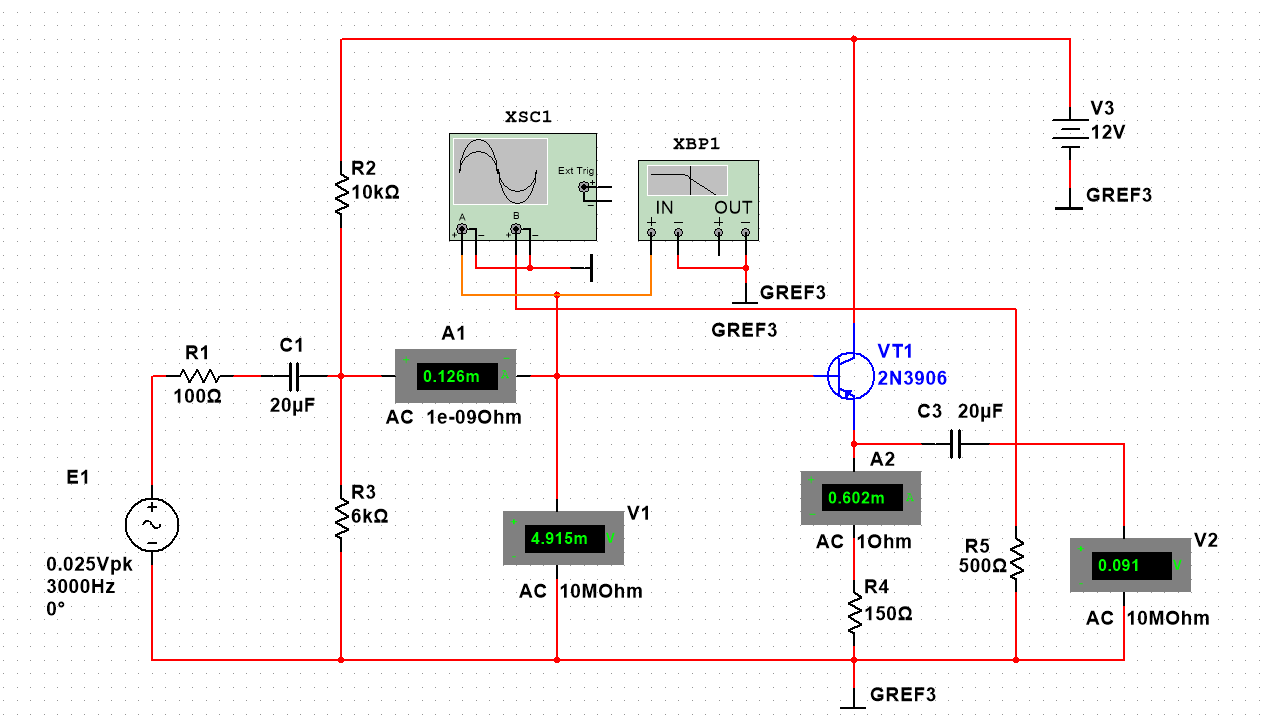 XSC1
Ext Trig
+
−
A
B
+ − + −
XBP1
IN OUT
+ − + −
GREF3
GREF3
V3
12V
GREF3
R2
10kΩ
R1
100Ω
C1
20µF
A1
+ −
0.126m A
AC 1e-09Ohm
VT1
2N3906
C3 20µF
A2
+
0.602m A
−
AC 1Ohm
E1
+
−
0.025Vpk
3000Hz
0°
R3
6kΩ
V1
+
4.915m V
−
AC 10MOhm
R4
150Ω
R5
500Ω
V2
+
0.091 V
−
AC 10MOhm
GREF3